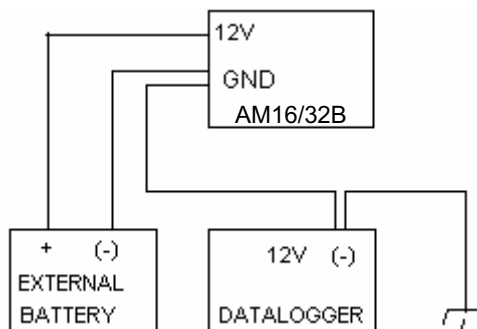 12V
GND
AM16/32B
+ (-)
EXTERNAL
BATTERY
12V (-)
DATALOGGER